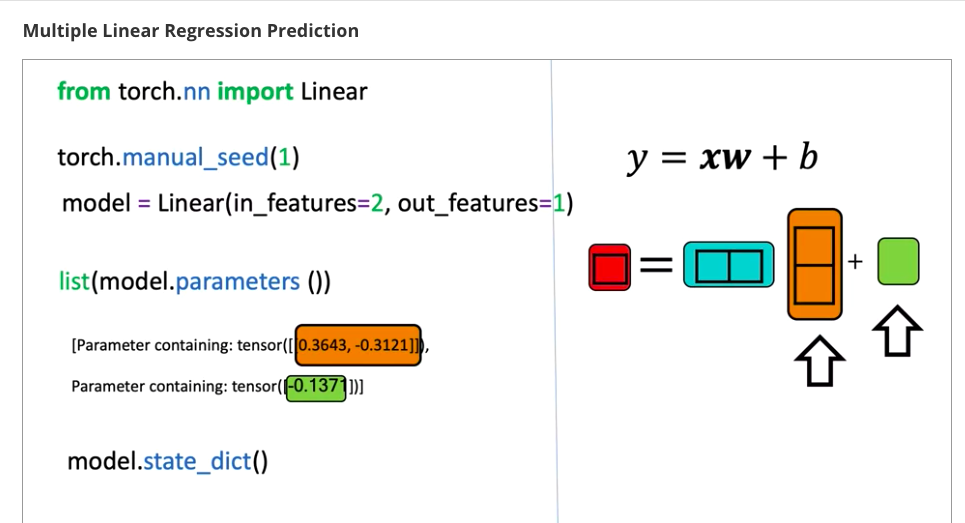 Multiple Linear Regression Prediction
from torch.nn import Linear
torch.manual_seed(1)
model = Linear(in_features=2, out_features=1)
list(model.parameters ())
[Parameter containing: tensor([[0.3643, -0.3121]]),
Parameter containing: tensor([-0.1371])]
model.state_dict()
y = xw + b
= +